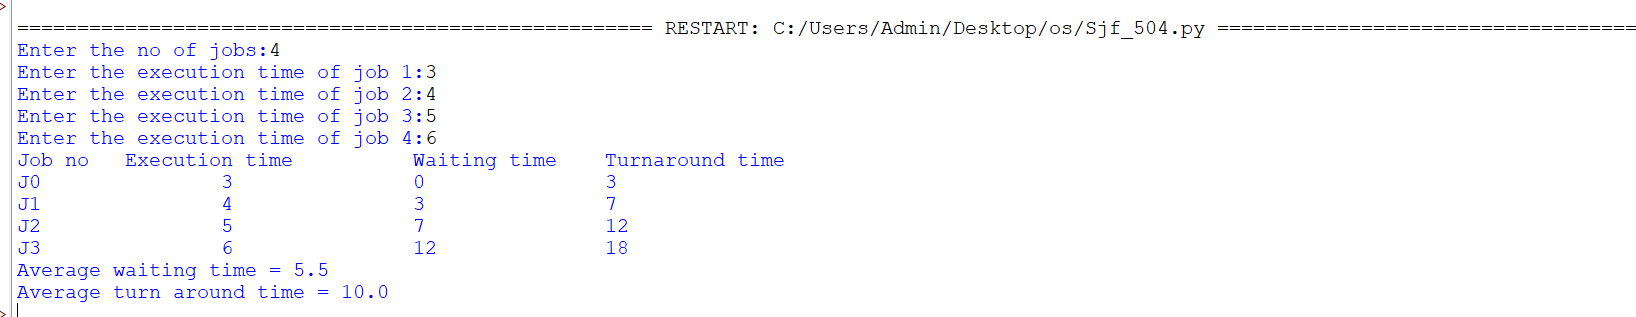 ==================================================== RESTART: C:/Users/Admin/Desktop/os/Sjf_504.py ===================================
Enter the no of jobs:4
Enter the execution time of job 1:3
Enter the execution time of job 2:4
Enter the execution time of job 3:5
Enter the execution time of job 4:6
Job no   Execution time          Waiting time    Turnaround time
J0               3               0               3
J1               4               3               7
J2               5               7               12
J3               6               12              18
Average waiting time = 5.5
Average turn around time = 10.0